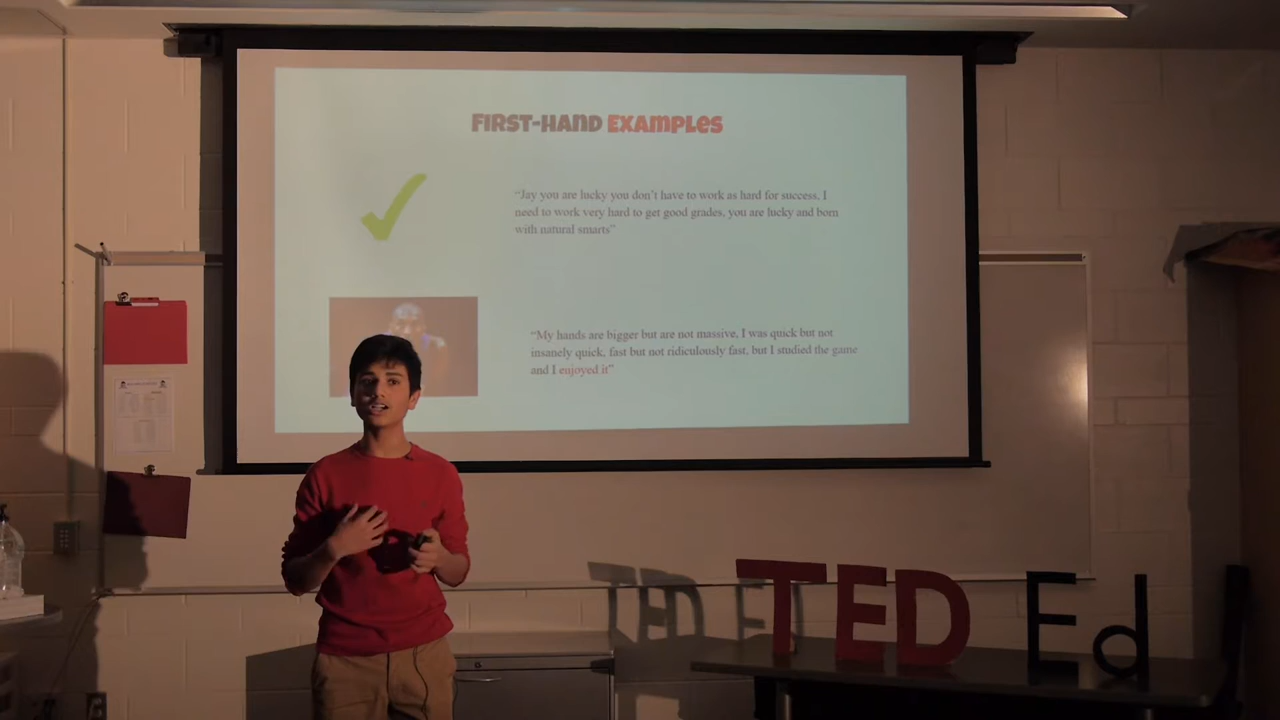 FIRST-HAND EXAMPLES
“Jay you are lucky you don’t have to work as hard for success, I
need to work very hard to get good grades, you are lucky and born
with natural smarts”
“My hands are bigger but are not massive, I was quick but not
insanely quick, fast but not ridiculously fast, but I studied the game
and I enjoyed it”
TED Ed